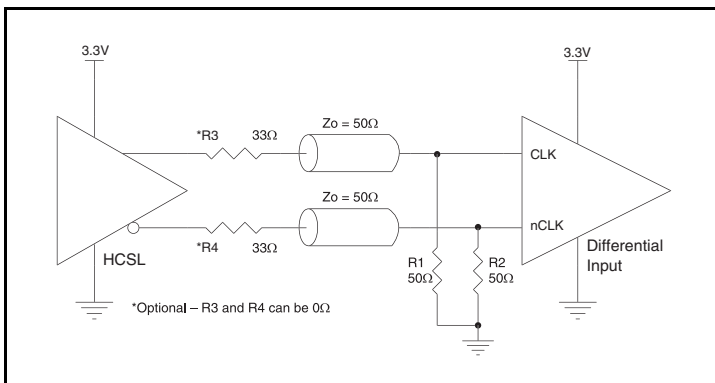 3.3V
3.3V
*R3
33Ω
Zo = 50Ω
CLK
Zo = 50Ω
nCLK
HCSL
*R4
33Ω
R1
50Ω
R2
50Ω
Differential
Input
*Optional – R3 and R4 can be 0Ω